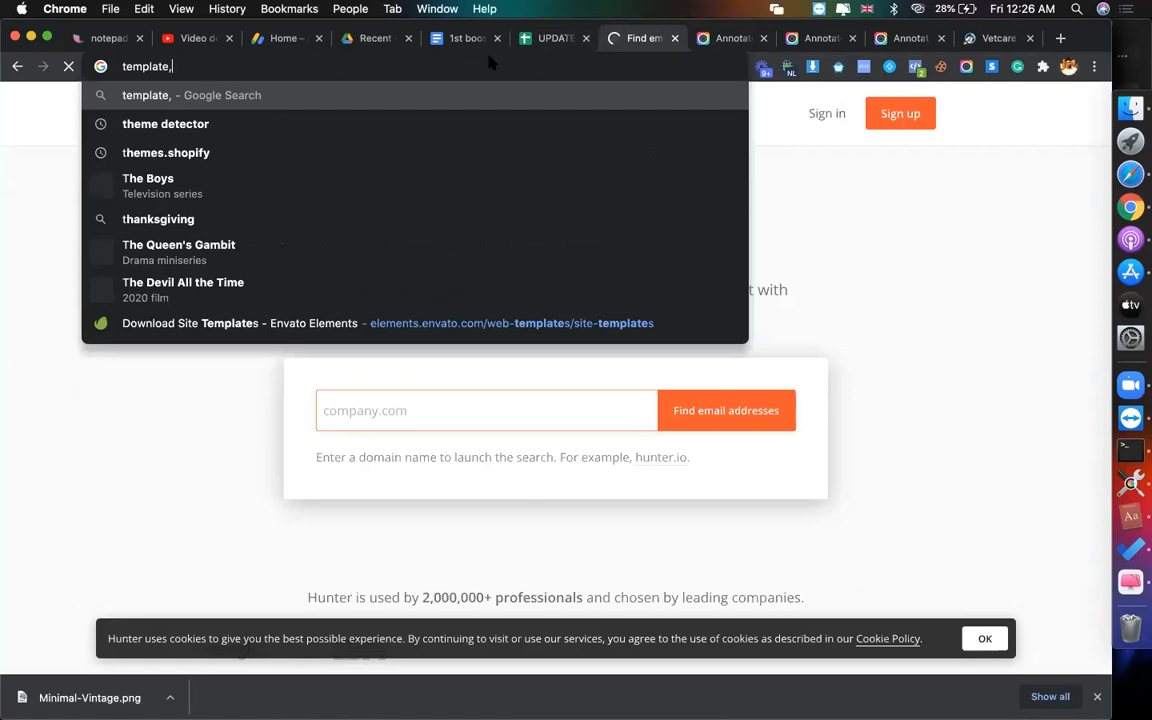 Chrome File Edit View History Bookmarks People Tab Window Help 28% Fri 12:26 AM
notepad Video d Home – Recent 1st boos UPDATE Find em Annotat Annotat Annotat Vetcare
template,
9+ NL 2
template, - Google Search
Sign in Sign up
theme detector
themes.shopify
The Boys
Television series
thanksgiving
The Queen's Gambit
Drama miniseries
The Devil All the Time
t with
2020 film
Download Site Templates - Envato Elements – elements.envato.com/web-templates/site-templates
company.com Find email addresses
Enter a domain name to launch the search. For example, hunter.io.
Hunter is used by 2,000,000+ professionals and chosen by leading companies.
Hunter uses cookies to give you the best possible experience. By continuing to visit or use our services, you agree to the use of cookies as described in our Cookie Policy. OK
Minimal-Vintage.png Show all